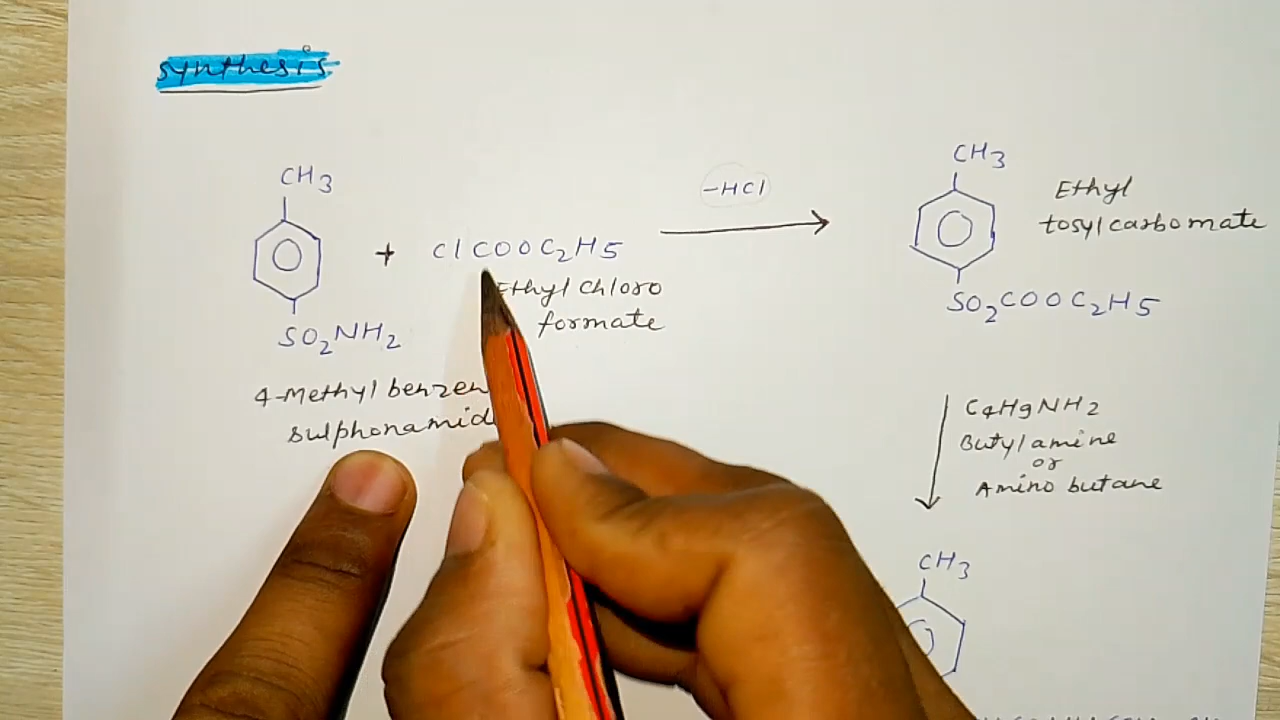 synthesis
CH3
SO2NH2
4-Methyl benzen
sulphonamid
+
ClCOOC2H5
Ethyl chloro
formate
-HCl
CH3
SO2COOC2H5
Ethyl
tosylcarbomate
C4H9NH2
Butylamine
or
Amino butane
CH3